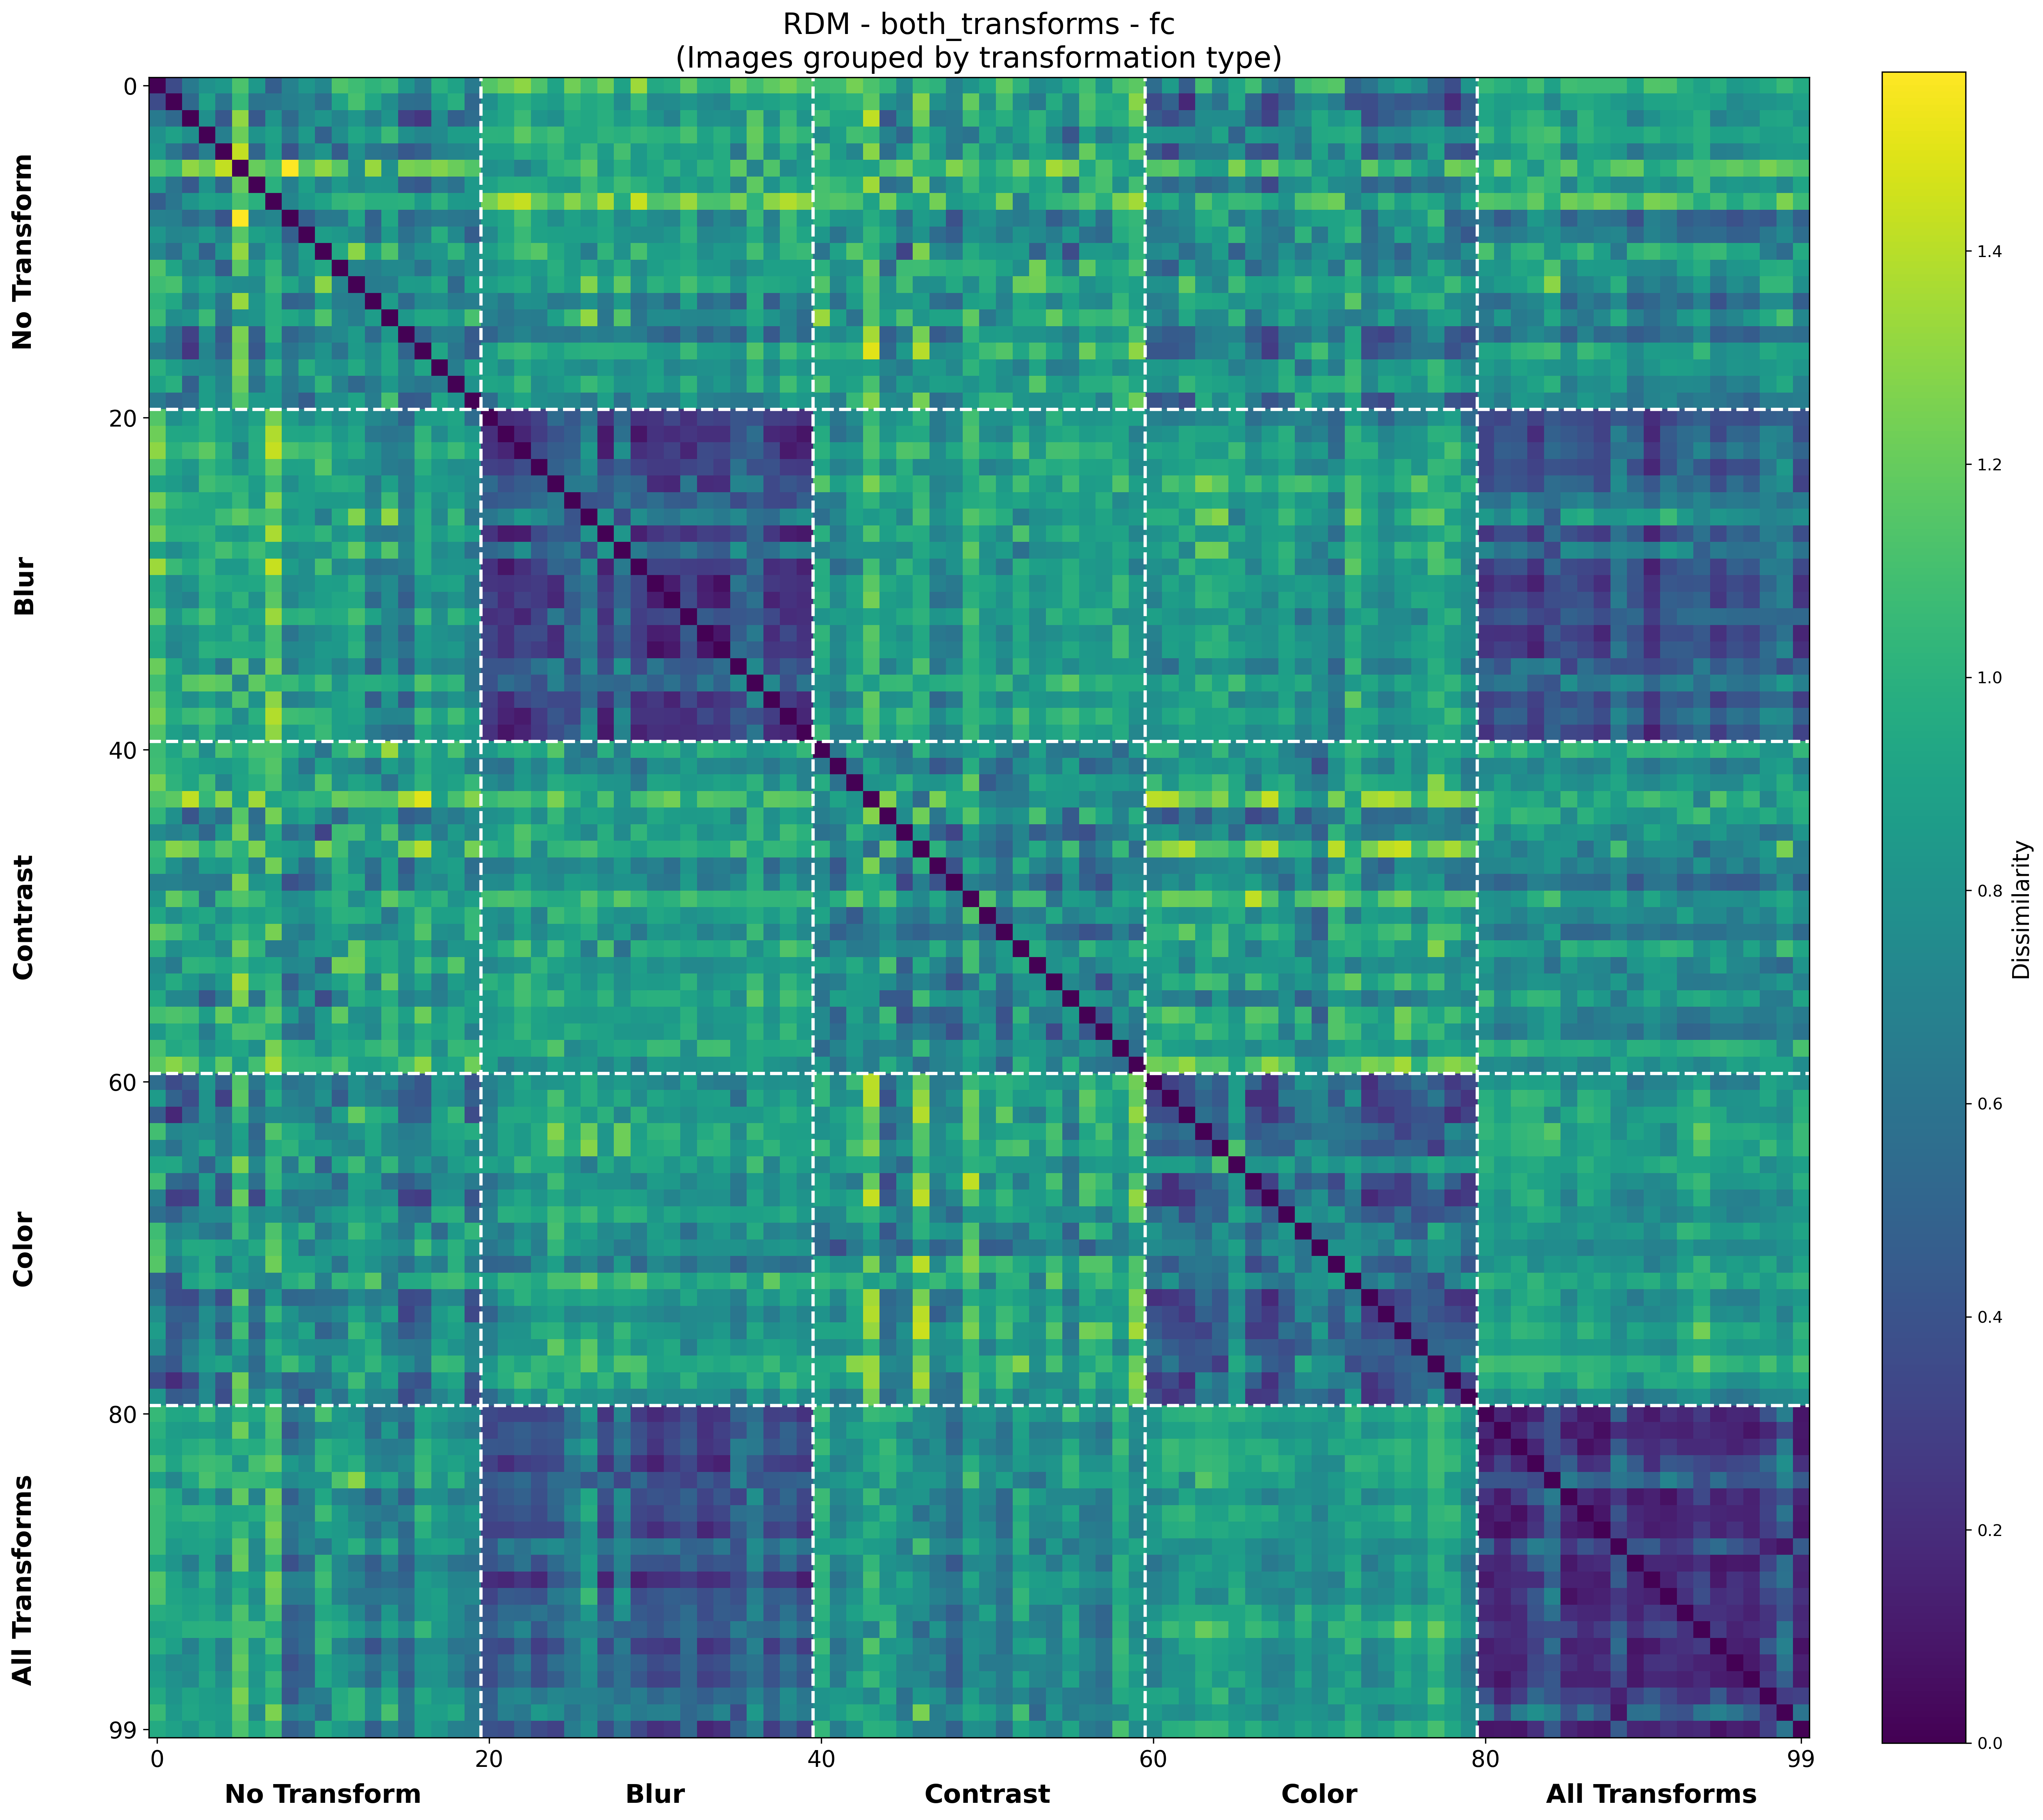 RDM - both_transforms - fc
(Images grouped by transformation type)
0
20
40
60
80
99
No Transform
Blur
Contrast
Color
All Transforms
0
20
40
60
80
99
No Transform
Blur
Contrast
Color
All Transforms
1.4
1.2
1.0
0.8
0.6
0.4
0.2
0.0
Dissimilarity